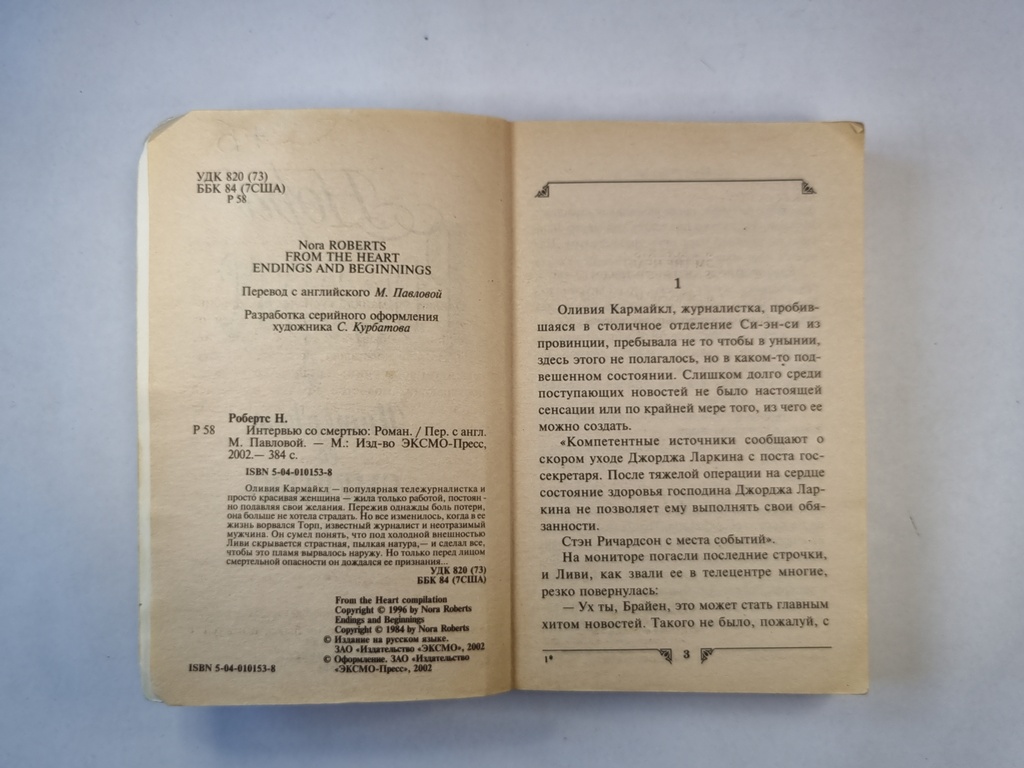 УДК 820 (73)
ББК 84 (7США)
Р 58
Nora ROBERTS
FROM THE HEART
ENDINGS AND BEGINNINGS
Перевод с английского М. Павловой
Разработка серийного оформления
художника С. Курбатова
Робертс Н.
Р 58 Интервью со смертью: Роман. / Пер. с англ.
М. Павловой. — М.: Изд-во ЭКСМО-Пресс,
2002.— 384 с.
ISBN 5-04-010153-8
Оливия Кармайкл — популярная тележурналистка и
просто красивая женщина — жила только работой, постоян-
но подавляя свои желания. Пережив однажды боль потери,
она больше не хотела страдать. Но все изменилось, когда в ее
жизнь ворвался Торп, известный журналист и неотразимый
мужчина. Он сумел понять, что под холодной внешностью
Ливи скрывается страстная, пылкая натура,— и сделал все,
чтобы это пламя вырвалось наружу. Но только перед лицом
смертельной опасности он дождался ее признания...
УДК 820 (73)
ББК 84 (7США)
From the Heart compilation
Copyright © 1996 by Nora Roberts
Endings and Beginnings
Copyright © 1984 by Nora Roberts
© Издание на русском языке.
ЗАО «Издательство «ЭКСМО», 2002
© Оформление. ЗАО «Издательство
«ЭКСМО-Пресс», 2002
ISBN 5-04-010153-8
1
Оливия Кармайкл, журналистка, пробив-
шаяся в столичное отделение Си-эн-си из
провинции, пребывала не то чтобы в унынии,
здесь этого не полагалось, но в каком-то под-
вешенном состоянии. Слишком долго среди
поступающих новостей не было настоящей
сенсации или по крайней мере того, из чего ее
можно создать.
«Компетентные источники сообщают о
скором уходе Джорджа Ларкина с поста гос-
секретаря. После тяжелой операции на сердце
состояние здоровья господина Джорджа Лар-
кина не позволяет ему выполнять свои обя-
занности.
Стэн Ричардсон с места событий».
На мониторе погасли последние строчки,
и Ливи, как звали ее в телецентре многие,
резко повернулась:
— Ух ты, Брайен, это может стать главным
хитом новостей. Такого не было, пожалуй, с
1*
3